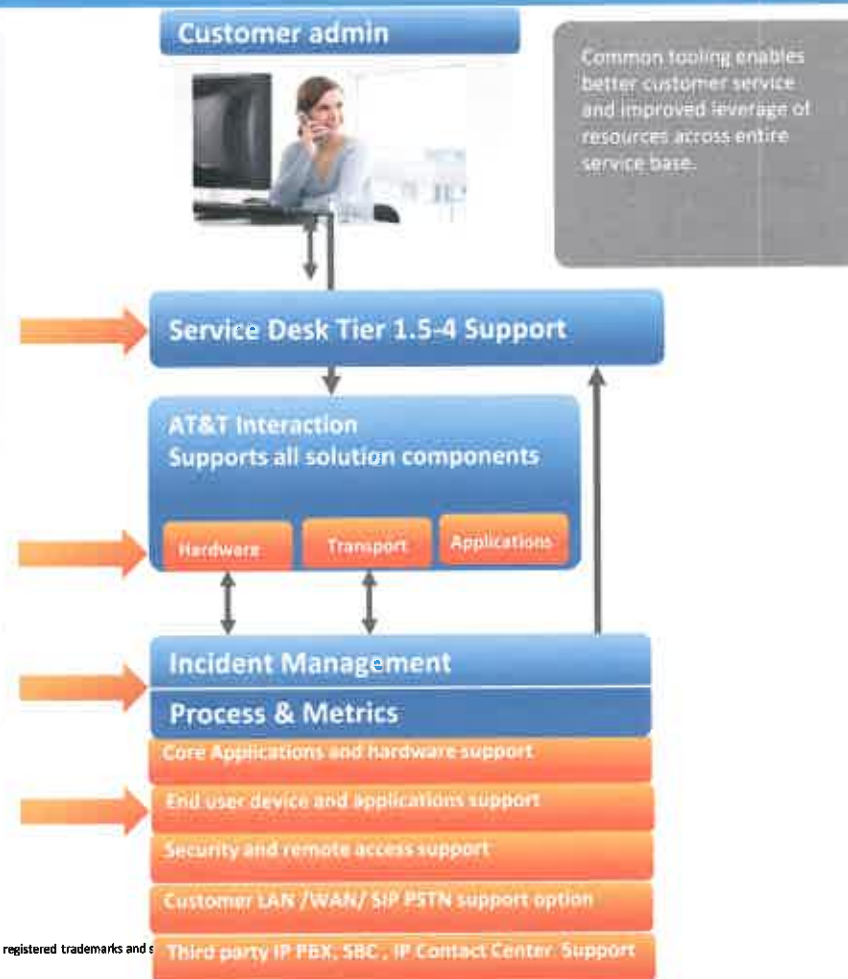 Customer admin
Common tooling enables
better customer service
and improved leverage of
resources across entire
service base.
Service Desk Tier 1.5-4 Support
AT&T Interaction
Supports all solution components
Hardware
Transport
Applications
Incident Management
Process & Metrics
Core Applications and hardware support
End user device and applications support
Security and remote access support
Customer LAN /WAN/ SIP PSTN support option
registered trademarks and s
Third party IP PBX, SBC , IP Contact Center Support